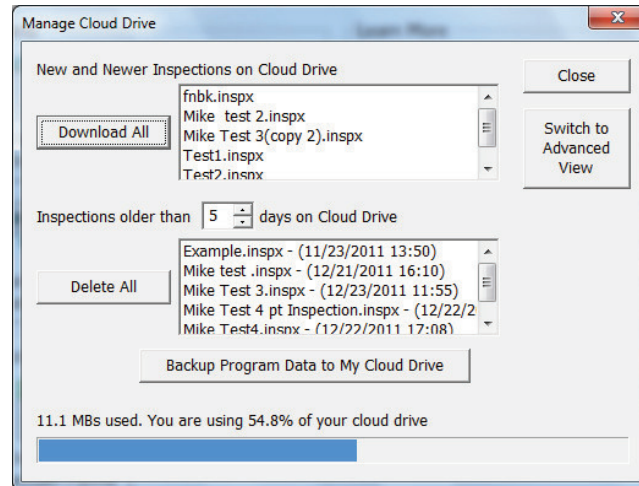 Manage Cloud Drive
Learn More
New and Newer Inspections on Cloud Drive
Close
Download All
fnbk.inspx
Mike test 2.inspx
Mike Test 3(copy 2).inspx
Test1.inspx
Test2.inspx
Switch to
Advanced
View
Inspections older than 5 days on Cloud Drive
Delete All
Example.inspx - (11/23/2011 13:50)
Mike test .inspx - (12/21/2011 16:10)
Mike Test 3.inspx - (12/23/2011 11:55)
Mike Test 4 pt Inspection.inspx - (12/22/2
Mike Test4.inspx - (12/22/2011 17:08)
Backup Program Data to My Cloud Drive
11.1 MBs used. You are using 54.8% of your cloud drive